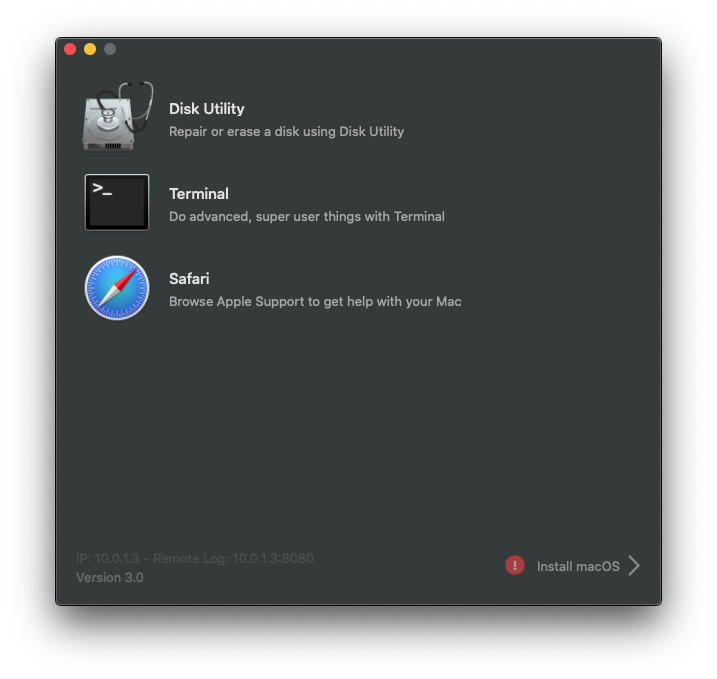 Disk Utility
Repair or erase a disk using Disk Utility
>_
Terminal
Do advanced, super user things with Terminal
Safari
Browse Apple Support to get help with your Mac
IP: 10.0.1.3 - Remote Log: 10.0.1.3:8080
Version 3.0
! Install macOS